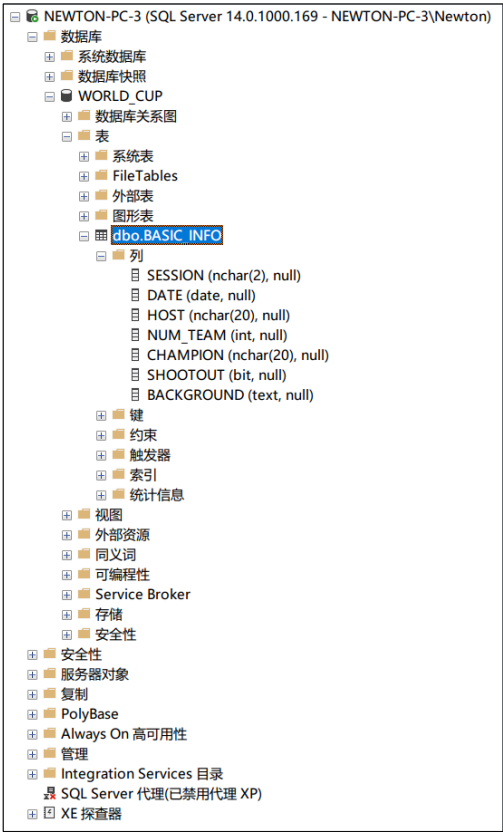 NEWTON-PC-3 (SQL Server 14.0.1000.169 - NEWTON-PC-3\Newton)
数据库
系统数据库
数据库快照
WORLD_CUP
数据库关系图
表
系统表
FileTables
外部表
图形表
dbo.BASIC_INFO
列
SESSION (nchar(2), null)
DATE (date, null)
HOST (nchar(20), null)
NUM_TEAM (int, null)
CHAMPION (nchar(20), null)
SHOOTOUT (bit, null)
BACKGROUND (text, null)
键
约束
触发器
索引
统计信息
视图
外部资源
同义词
可编程性
Service Broker
存储
安全性
安全性
服务器对象
复制
PolyBase
Always On 高可用性
管理
Integration Services 目录
SQL Server 代理(已禁用代理 XP)
XE 探查器